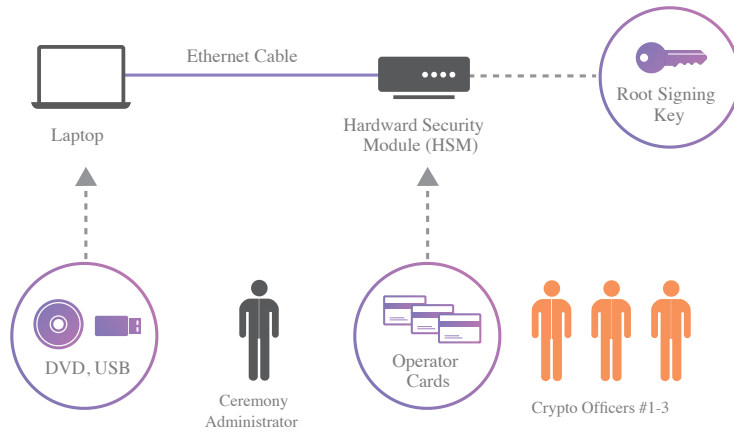 Ethernet Cable
Laptop
Hardward Security
Module (HSM)
Root Signing
Key
DVD, USB
Ceremony
Administrator
Operator
Cards
Crypto Officers #1-3